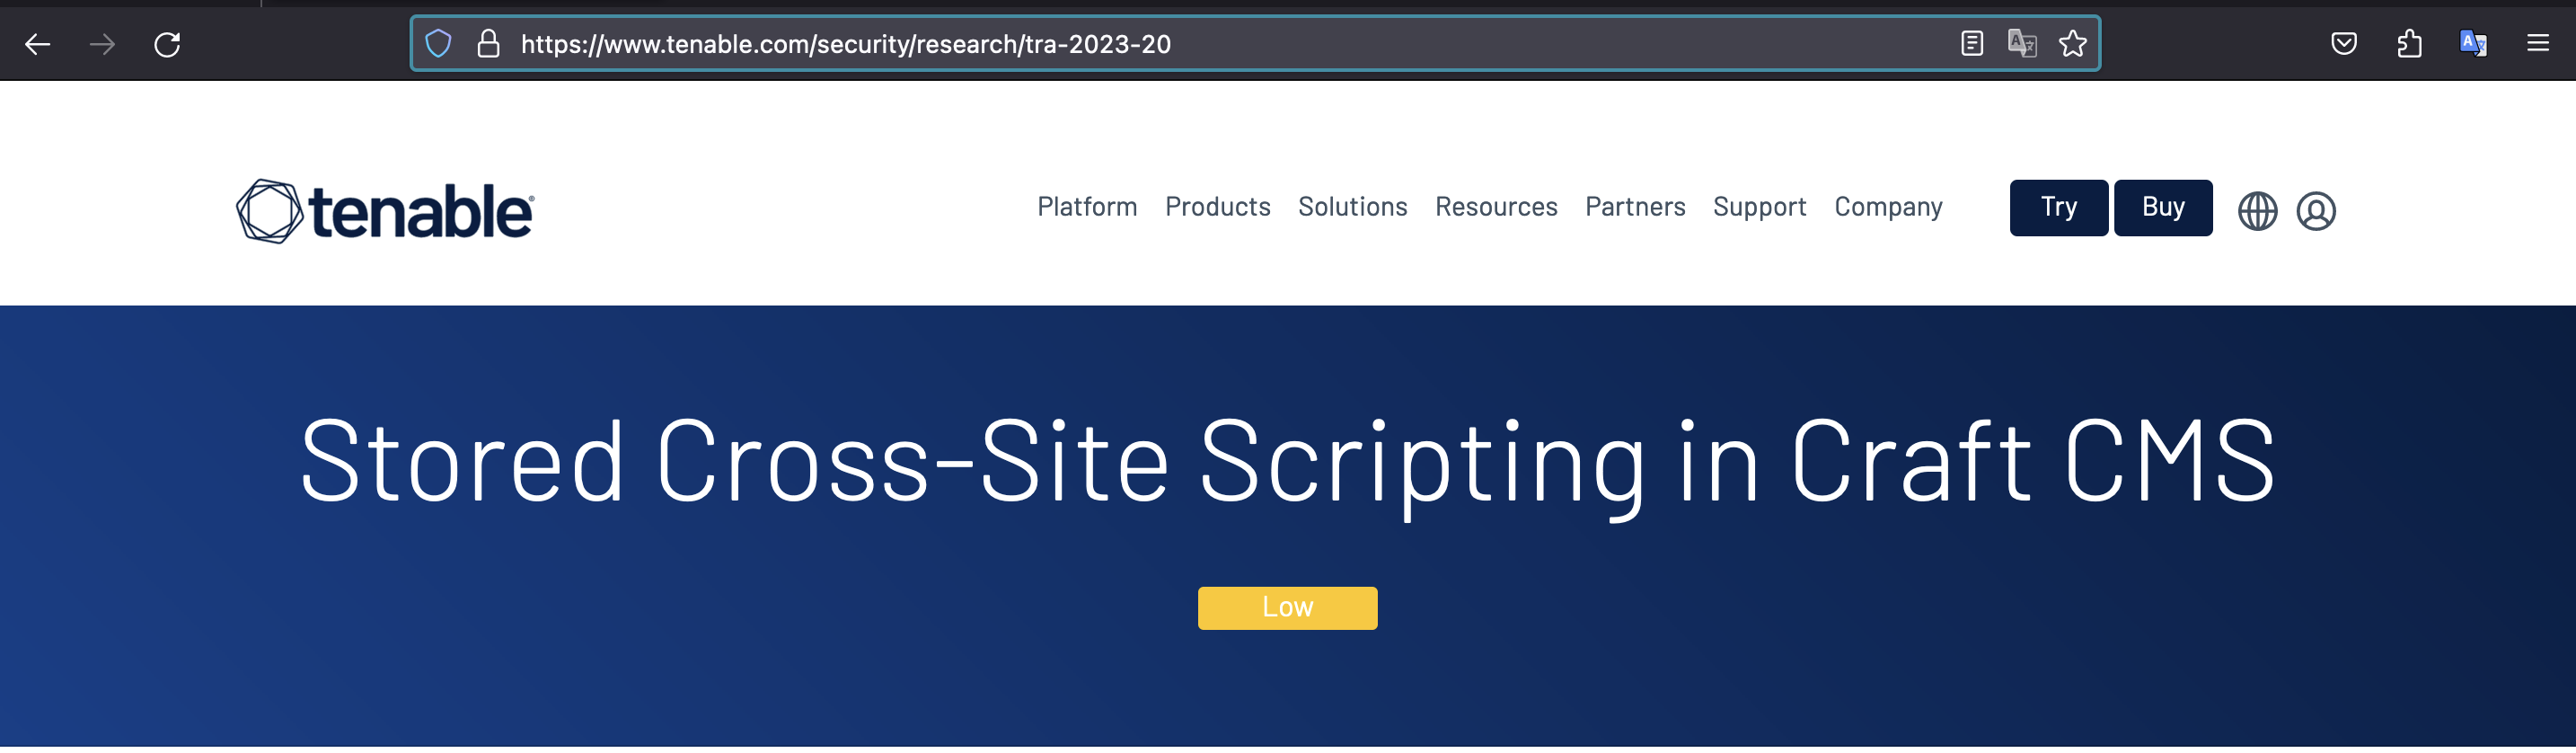 https://www.tenable.com/security/research/tra-2023-20
tenable®
Platform Products Solutions Resources Partners Support Company Try Buy
Stored Cross-Site Scripting in Craft CMS
Low